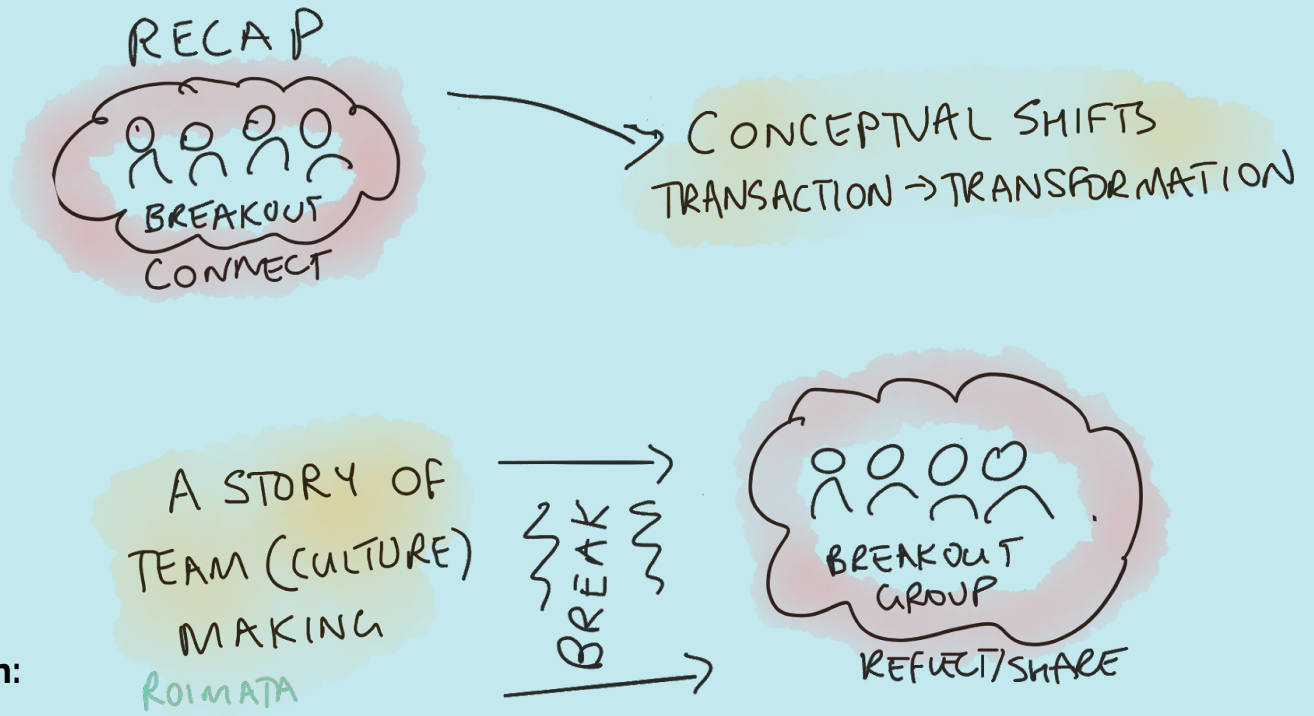 RECAP
BREAKOUT
CONNECT
CONCEPTUAL SHIFTS
TRANSACTION → TRANSFORMATION
A STORY OF
TEAM (CULTURE)
MAKING
ROIMATA
BREAK
BREAKOUT
GROUP
REFLECT/SHARE